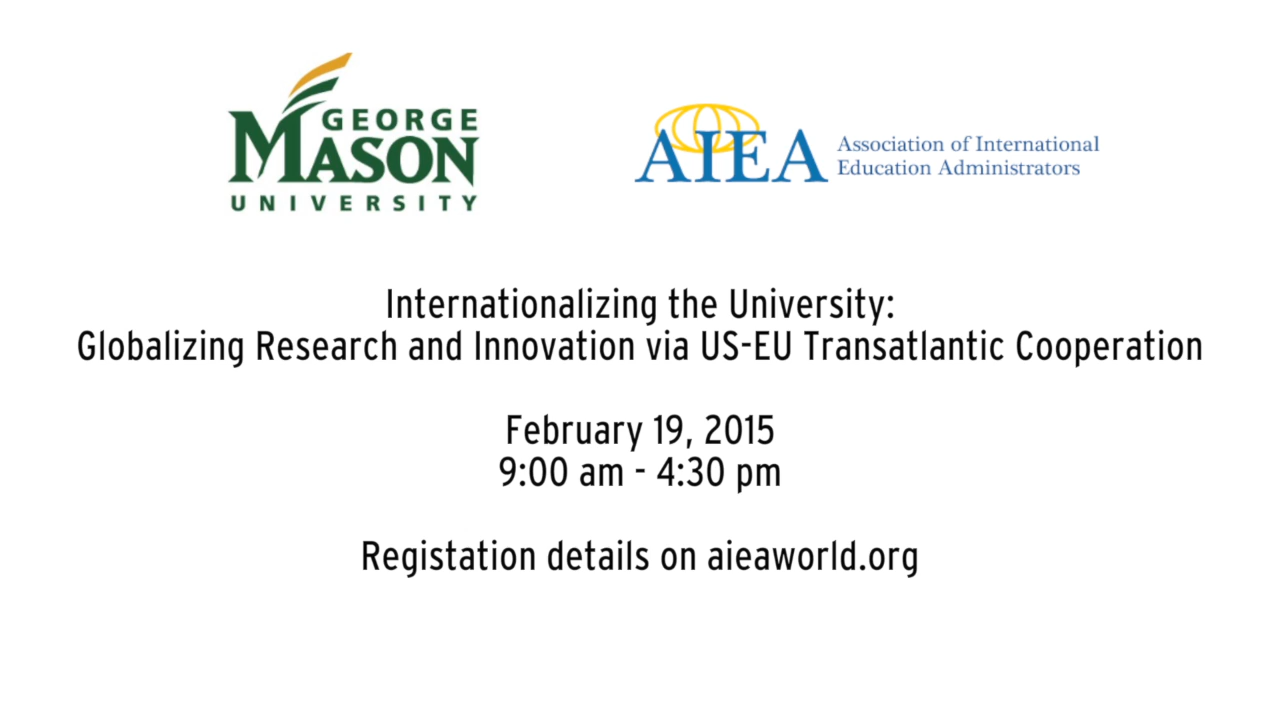 GEORGE
MASON
UNIVERSITY
AIEA
Association of International
Education Administrators
Internationalizing the University:
Globalizing Research and Innovation via US-EU Transatlantic Cooperation
February 19, 2015
9:00 am - 4:30 pm
Registation details on aieaworld.org